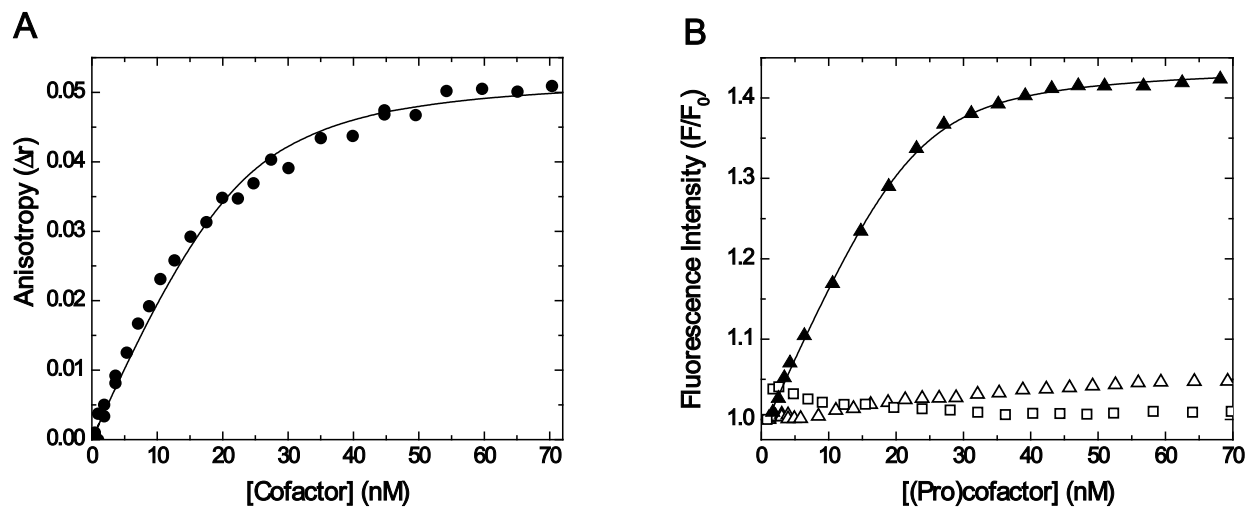 A
Anisotropy (Δr)
0.05
0.04
0.03
0.02
0.01
0.00
0 10 20 30 40 50 60 70
[Cofactor] (nM)
B
Fluorescence Intensity (F/F₀)
1.4
1.3
1.2
1.1
1.0
0 10 20 30 40 50 60 70
[(Pro)cofactor] (nM)